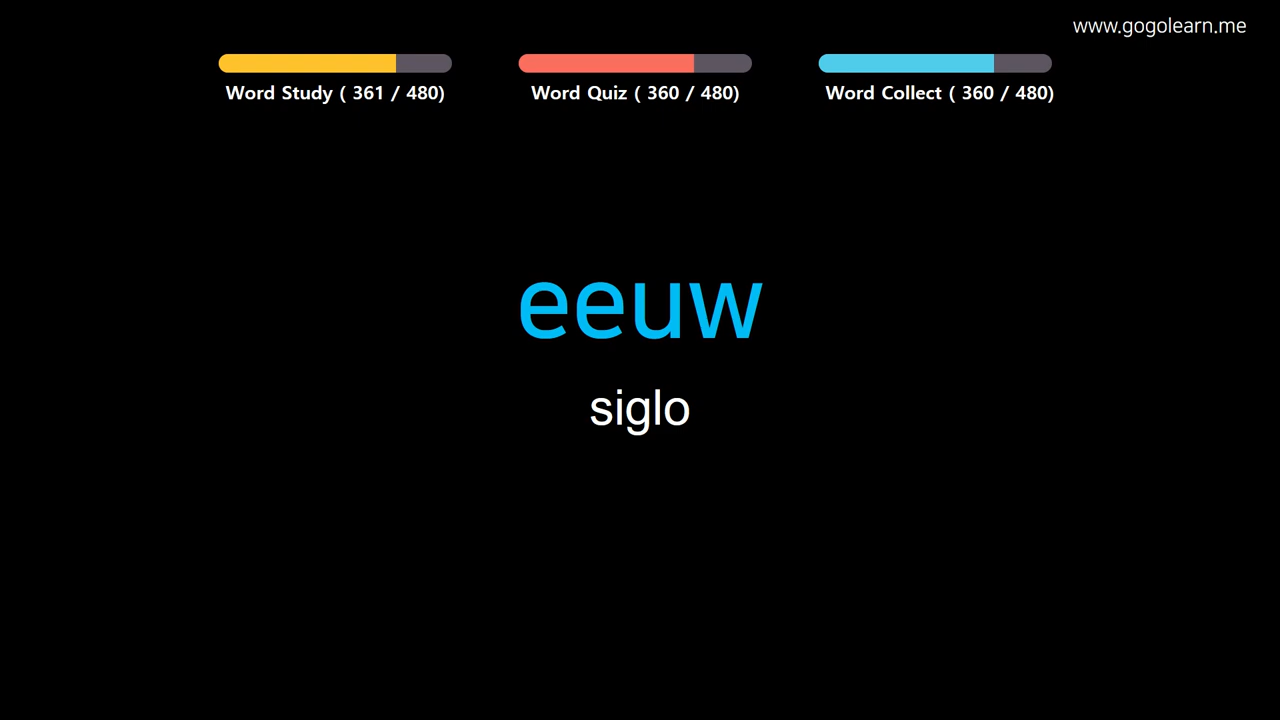 www.gogolearn.me
Word Study ( 361 / 480)
Word Quiz ( 360 / 480)
Word Collect ( 360 / 480)
eeuw
siglo